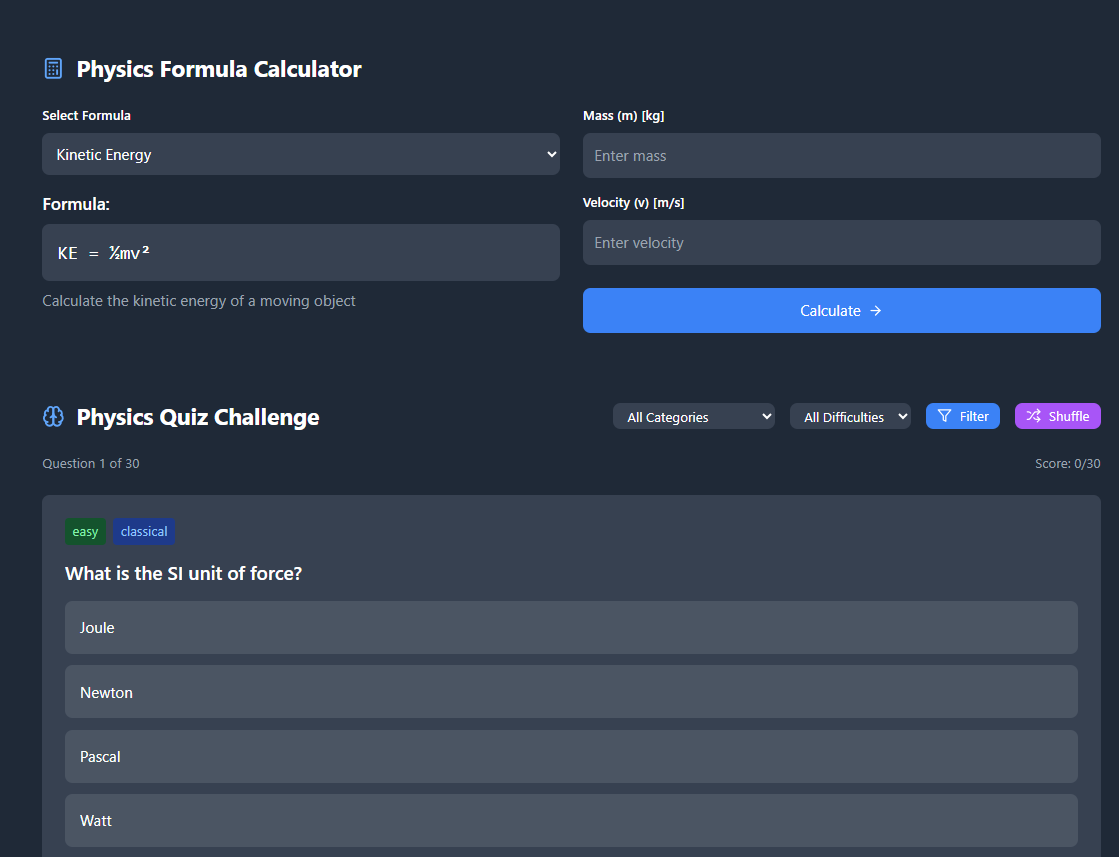 Physics Formula Calculator
Select Formula
Kinetic Energy
Formula:
KE = ½mv²
Calculate the kinetic energy of a moving object
Mass (m) [kg]
Enter mass
Velocity (v) [m/s]
Enter velocity
Calculate →
Physics Quiz Challenge
All Categories
All Difficulties
Filter
Shuffle
Question 1 of 30
Score: 0/30
easy
classical
What is the SI unit of force?
Joule
Newton
Pascal
Watt